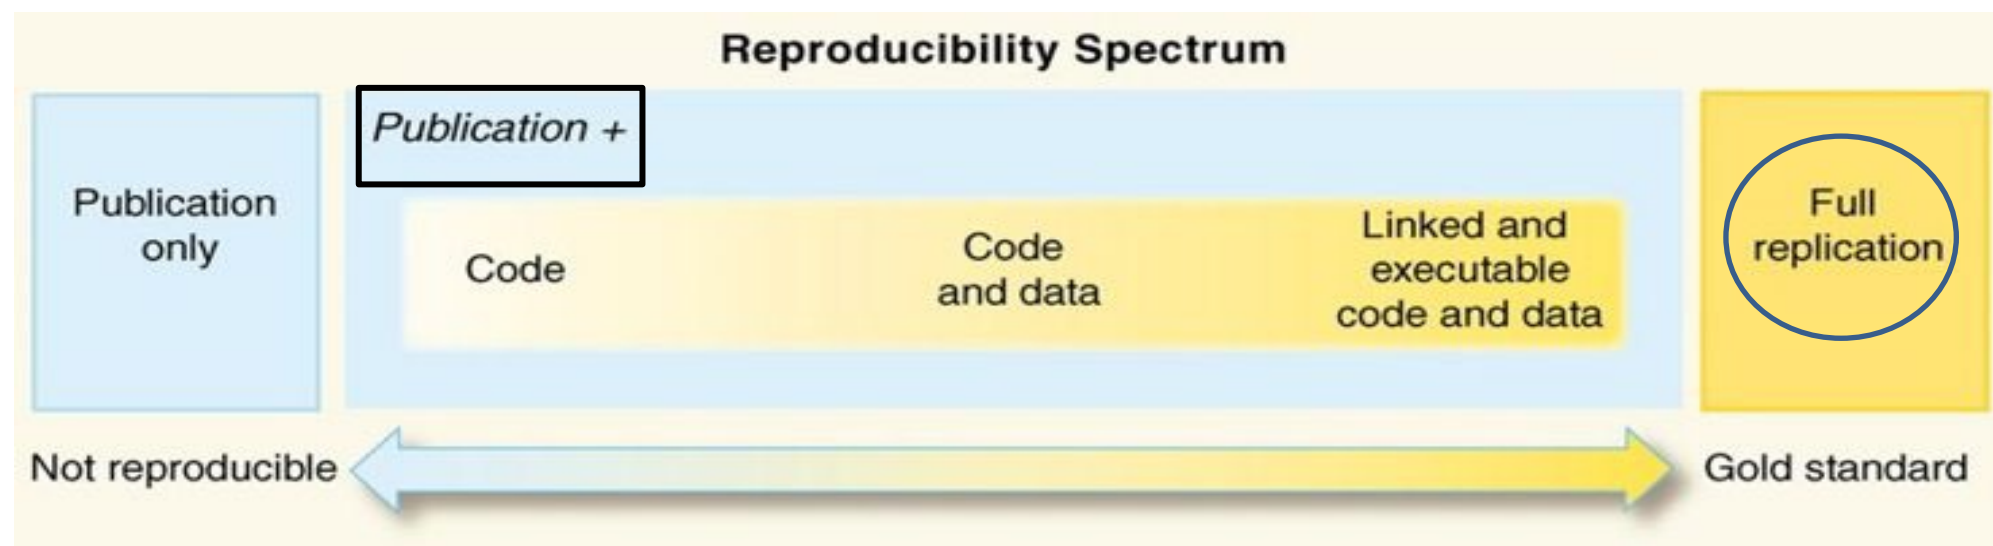 Reproducibility Spectrum
Publication
only
Publication +
Code
Code
and data
Linked and
executable
code and data
Full
replication
Not reproducible
Gold standard